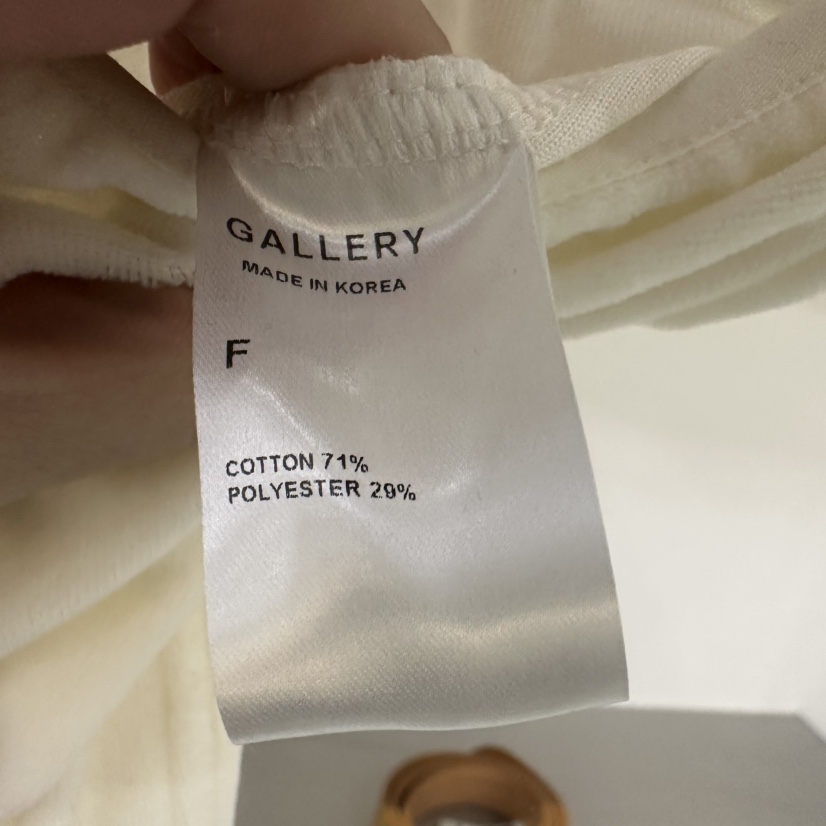 GALLERY
MADE IN KOREA
F
COTTON 71%
POLYESTER 29%